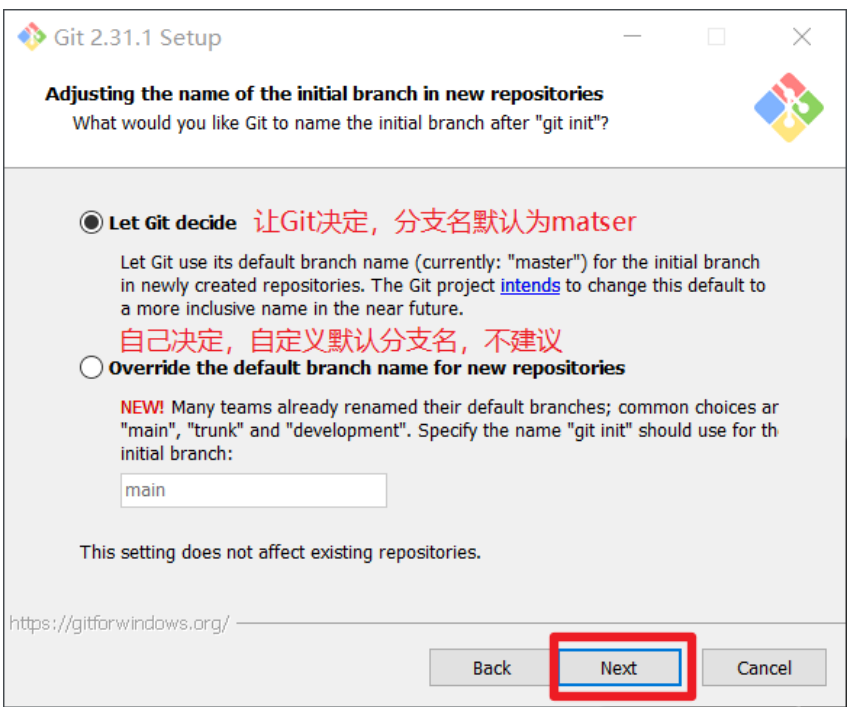 Git 2.31.1 Setup
Adjusting the name of the initial branch in new repositories
What would you like Git to name the initial branch after "git init"?
Let Git decide 让Git决定，分支名默认为matser
Let Git use its default branch name (currently: "master") for the initial branch
in newly created repositories. The Git project intends to change this default to
a more inclusive name in the near future.
自己决定，自定义默认分支名，不建议
Override the default branch name for new repositories
NEW! Many teams already renamed their default branches; common choices ar
"main", "trunk" and "development". Specify the name "git init" should use for th
initial branch:
main
This setting does not affect existing repositories.
https://gitforwindows.org/
Back Next Cancel